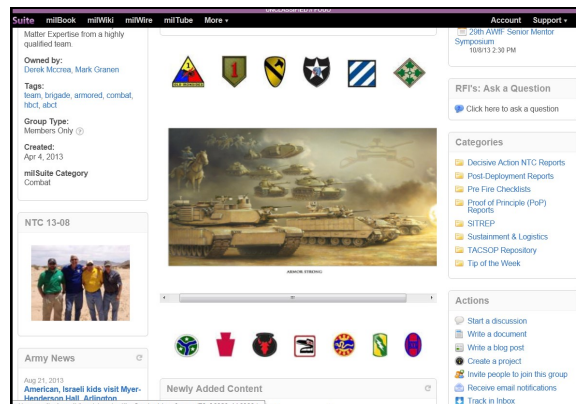 UNCLASSIFIED // FOUO
Suite milBook milWiki milWire milTube More ▾ Account Support ▾
Matter Expertise from a highly
qualified team.
Owned by:
Derek Mccrea, Mark Granen
Tags:
team, brigade, armored, combat,
hbct, abct
Group Type:
Members Only
Created:
Apr 4, 2013
milSuite Category
Combat
NTC 13-08
Army News
Aug 21, 2013
American, Israeli kids visit Myer-
Henderson Hall, Arlington
ARMOR STRONG
Newly Added Content
29th AWfF Senior Mentor
Symposium
10/8/13 2:30 PM
RFI's: Ask a Question
Click here to ask a question
Categories
Decisive Action NTC Reports
Post-Deployment Reports
Pre Fire Checklists
Proof of Principle (PoP)
Reports
SITREP
Sustainment & Logistics
TACSOP Repository
Tip of the Week
Actions
Start a discussion
Write a document
Write a blog post
Create a project
Invite people to join this group
Receive email notifications
Track in Inbox